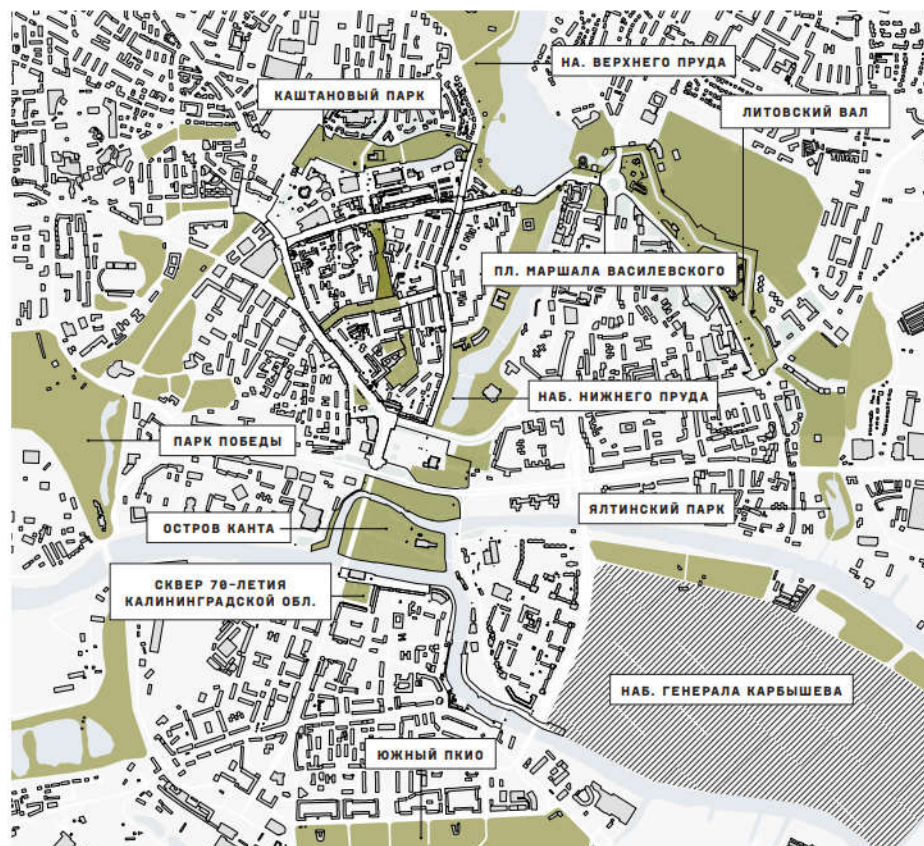 НА. ВЕРХНЕГО ПРУДА
КАШТАНОВЫЙ ПАРК
ЛИТОВСКИЙ ВАЛ
ПЛ. МАРШАЛА ВАСИЛЕВСКОГО
НАБ. НИЖНЕГО ПРУДА
ПАРК ПОБЕДЫ
ЯЛТИНСКИЙ ПАРК
ОСТРОВ КАНТА
СКВЕР 70-ЛЕТИЯ
КАЛИНИНГРАДСКОЙ ОБЛ.
НАБ. ГЕНЕРАЛА КАРБЫШЕВА
ЮЖНЫЙ ПКИО